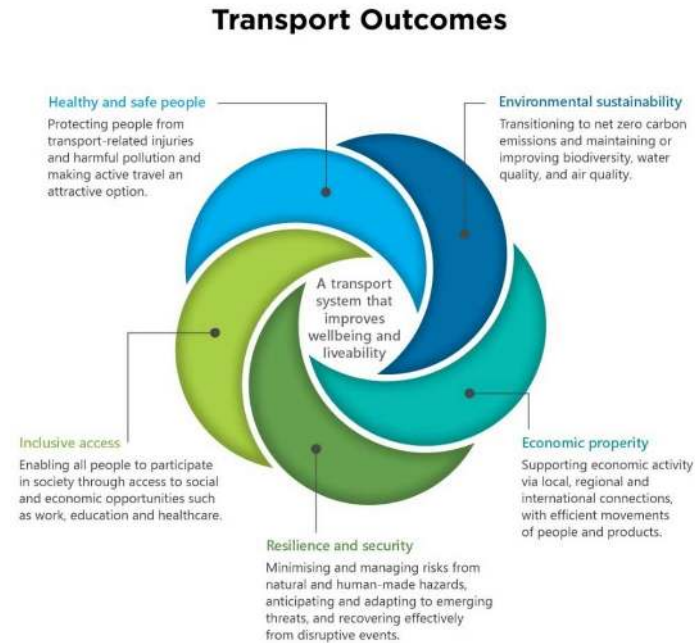 Transport Outcomes
Healthy and safe people
Protecting people from
transport-related injuries
and harmful pollution and
making active travel an
attractive option.
Environmental sustainability
Transitioning to net zero carbon
emissions and maintaining or
improving biodiversity, water
quality, and air quality.
A transport
system that
improves
wellbeing and
liveability
Inclusive access
Enabling all people to participate
in society through access to social
and economic opportunities such
as work, education and healthcare.
Economic properity
Supporting economic activity
via local, regional and
international connections,
with efficient movements
of people and products.
Resilience and security
Minimising and managing risks from
natural and human-made hazards,
anticipating and adapting to emerging
threats, and recovering effectively
from disruptive events.